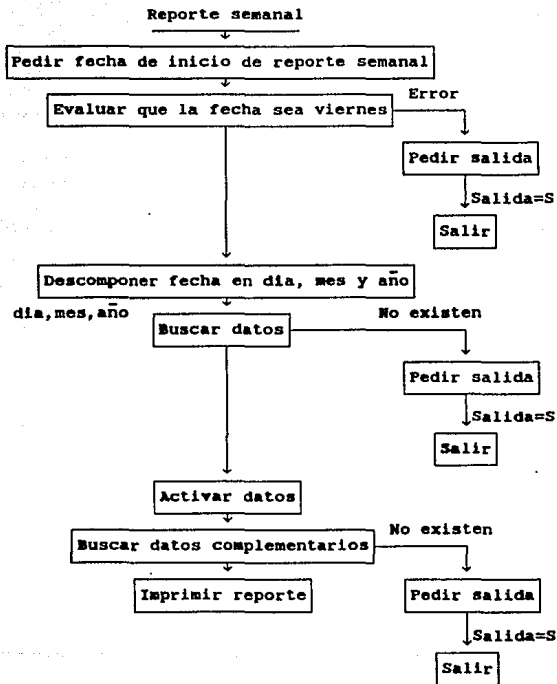 Reporte semanal
Pedir fecha de inicio de reporte semanal
Evaluar que la fecha sea viernes
Error
Pedir salida
Salida=S
Salir
Descomponer fecha en dia, mes y año
dia,mes,año
Buscar datos
No existen
Pedir salida
Salida=S
Salir
Activar datos
Buscar datos complementarios
No existen
Imprimir reporte
Pedir salida
Salida=S
Salir